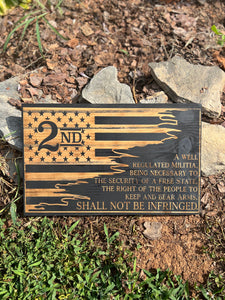 2ND
A WELL
REGULATED MILITIA,
BEING NECESSARY TO
THE SECURITY OF A FREE STATE,
THE RIGHT OF THE PEOPLE TO
KEEP AND BEAR ARMS,
SHALL NOT BE INFRINGED